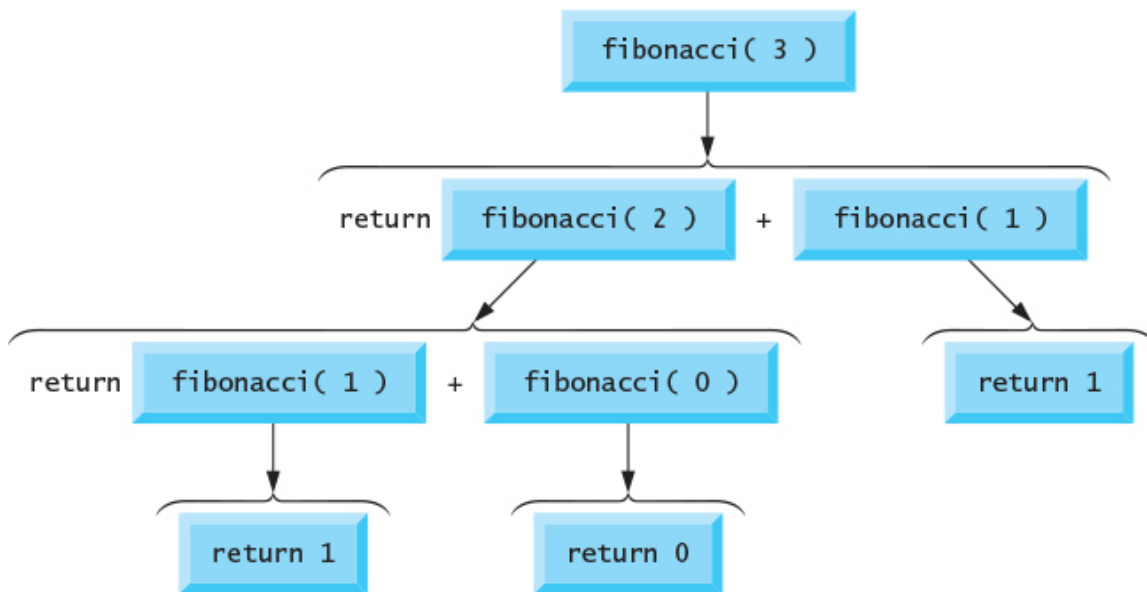 fibonacci( 3 )
return fibonacci( 2 ) + fibonacci( 1 )
return fibonacci( 1 ) + fibonacci( 0 )
return 1
return 1
return 0